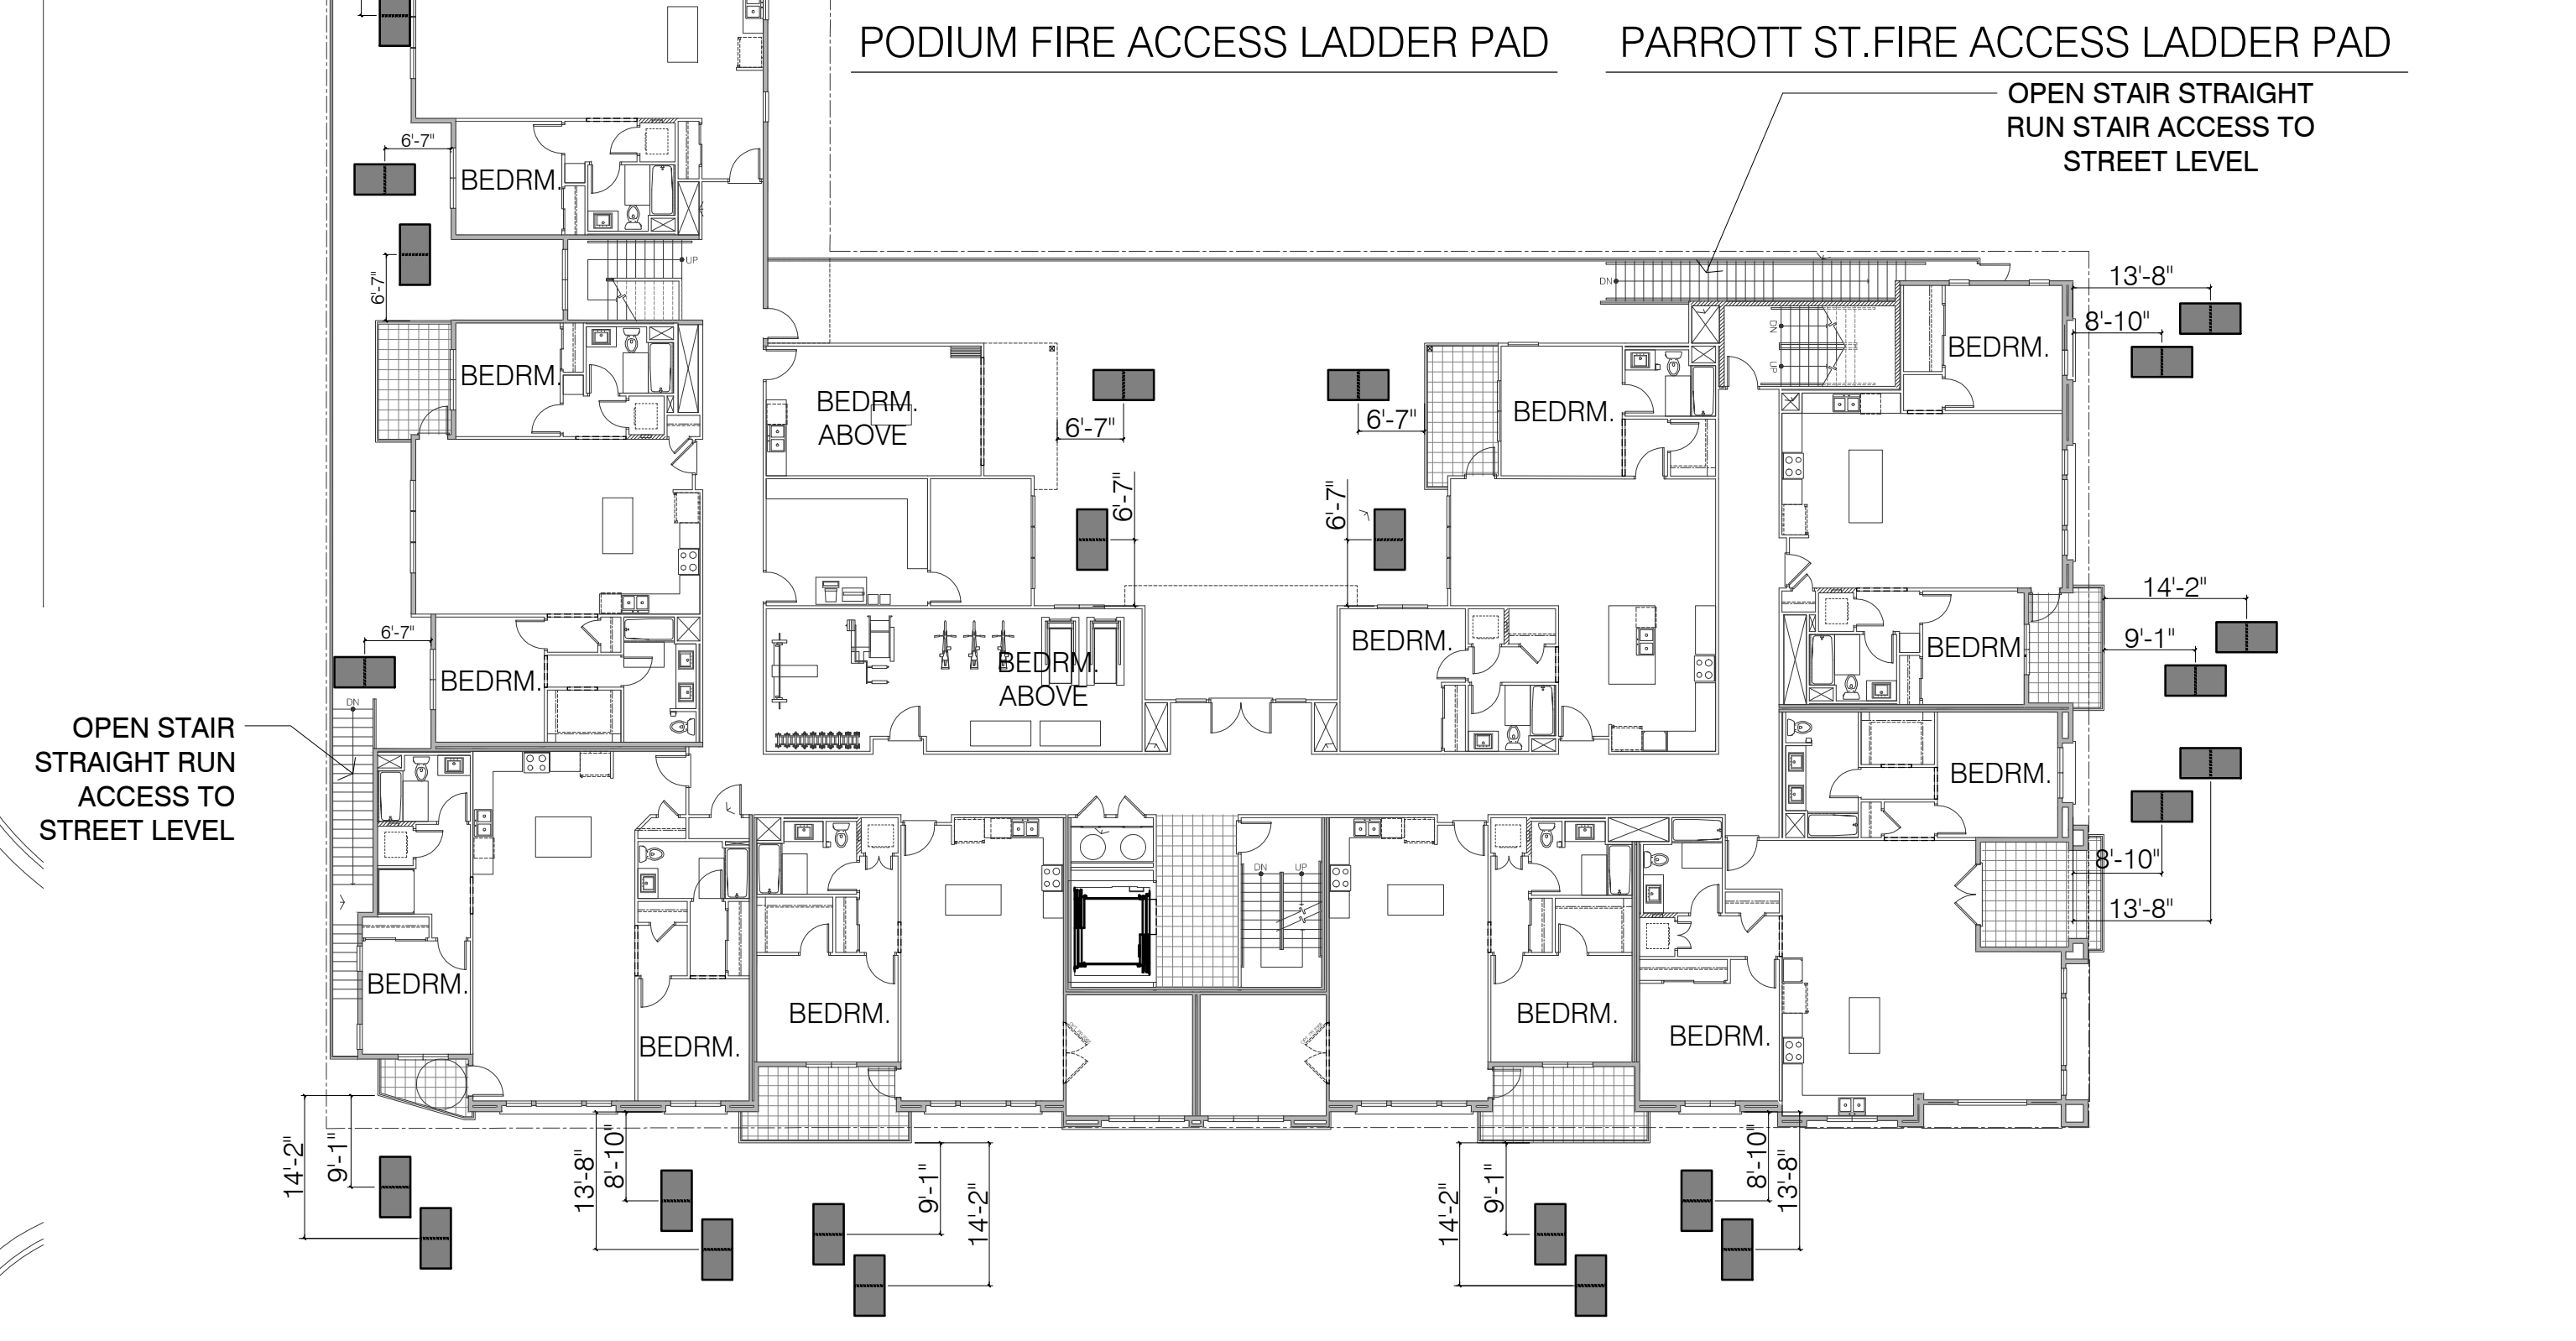 PODIUM FIRE ACCESS LADDER PAD
PARROTT ST.FIRE ACCESS LADDER PAD
OPEN STAIR STRAIGHT
RUN STAIR ACCESS TO
STREET LEVEL
6'-7"
BEDRM.
UP
6'-7"
DN
13'-8"
8'-10"
BEDRM.
DN
UP
BEDRM.
BEDRM.
ABOVE
BEDRM.
6'-7"
6'-7"
6'-7"
6'-7"
14'-2"
9'-1"
6'-7"
BEDRM.
BEDRM.
ABOVE
BEDRM.
BEDRM.
DN
OPEN STAIR
STRAIGHT RUN
ACCESS TO
STREET LEVEL
BEDRM.
8'-10"
13'-8"
DN
UP
BEDRM.
BEDRM.
BEDRM.
BEDRM.
BEDRM.
14'-2"
9'-1"
13'-8"
8'-10"
9'-1"
14'-2"
14'-2"
9'-1"
8'-10"
13'-8"